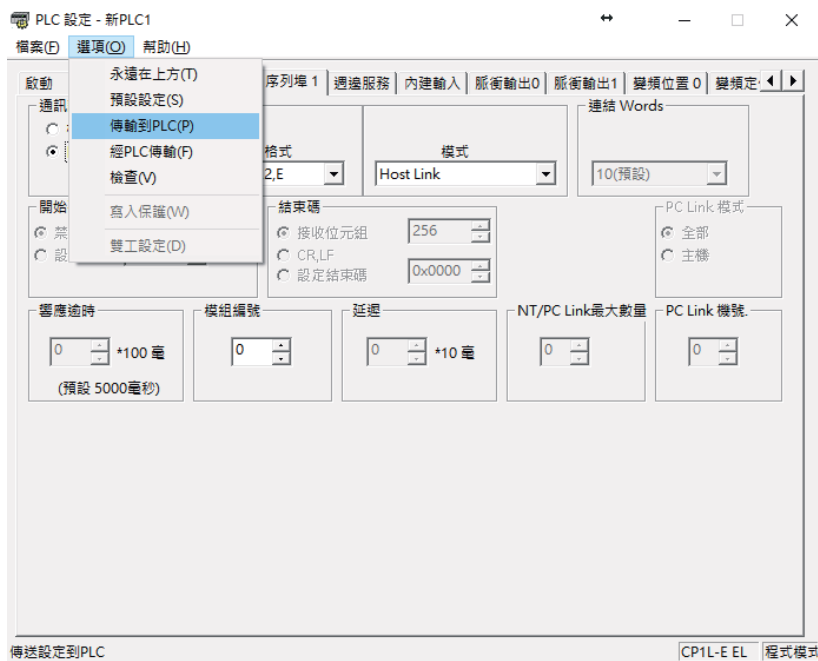 PLC 設定 - 新PLC1
檔案(F) 選項(O) 幫助(H)
永遠在上方(T)
預設設定(S)
傳輸到PLC(P)
經PLC傳輸(F)
檢查(V)
寫入保護(W)
雙工設定(D)
啟動 序列埠 1 週邊服務 內建輸入 脈衝輸出0 脈衝輸出1 變頻位置 0 變頻定
通訊 連結 Words
格式 模式
2,E Host Link 10(預設)
開始 結束碼 PC Link 模式
禁 接收位元組 256 全部
設 CR,LF 主機
設定結束碼 0x0000
響應逾時 模組編號 延遲 NT/PC Link最大數量 PC Link 機號.
0 *100 毫 0 0 *10 毫 0 0
(預設 5000毫秒)
傳送設定到PLC CP1L-E EL 程式模式